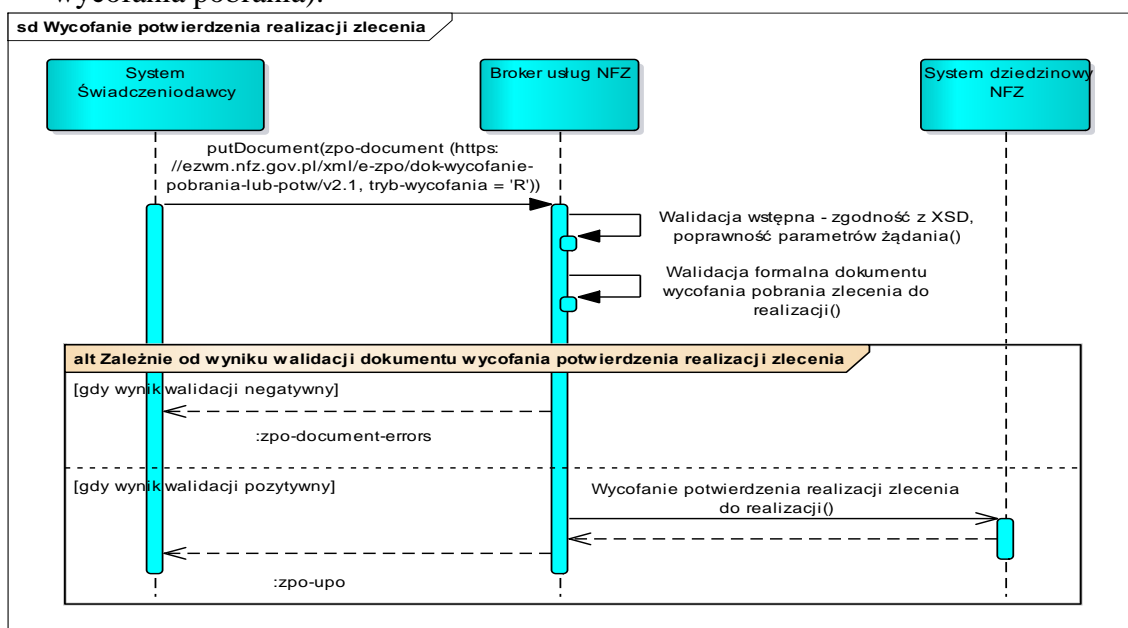 wycofania pobrania).
sd Wycofanie potwierdzenia realizacji zlecenia
System
Świadczeniodawcy
Broker usług NFZ
System dziedzinowy
NFZ
putDocument(zpo-document (https:
//ezwm.nfz.gov.pl/xml/e-zpo/dok-wycofanie-
pobrania-lub-potw/v2.1, tryb-wycofania = 'R'))
Walidacja wstępna - zgodność z XSD,
poprawność parametrów żądania()
Walidacja formalna dokumentu
wycofania pobrania zlecenia do
realizacji()
alt Zależnie od wyniku walidacji dokumentu wycofania potwierdzenia realizacji zlecenia
[gdy wynik walidacji negatywny]
:zpo-document-errors
[gdy wynik walidacji pozytywny]
Wycofanie potwierdzenia realizacji zlecenia
do realizacji()
:zpo-upo